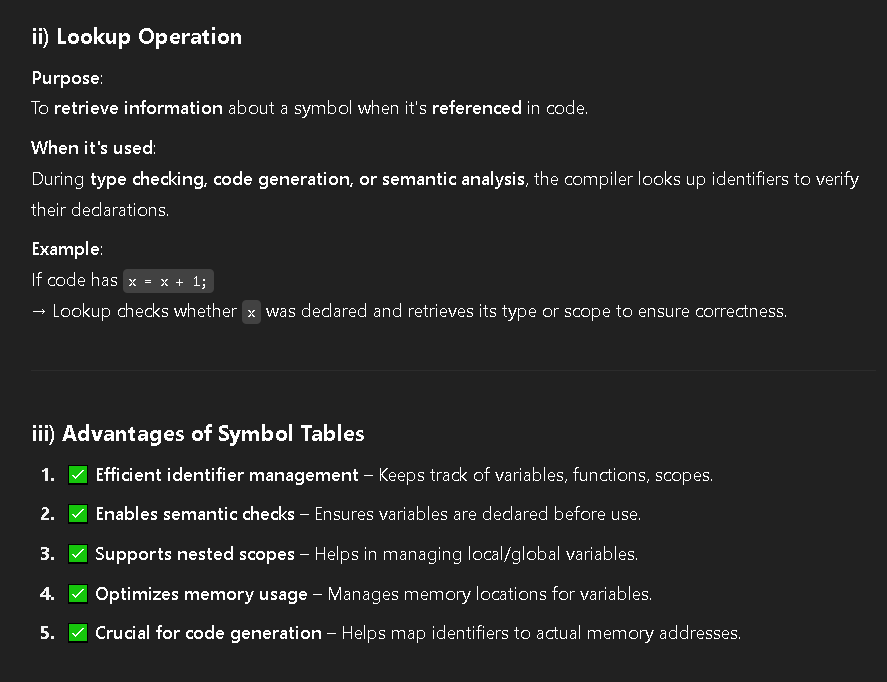 ii) Lookup Operation
Purpose:
To retrieve information about a symbol when it's referenced in code.
When it's used:
During type checking, code generation, or semantic analysis, the compiler looks up identifiers to verify
their declarations.
Example:
If code has x = x + 1;
→ Lookup checks whether x was declared and retrieves its type or scope to ensure correctness.
iii) Advantages of Symbol Tables
1. ✅ Efficient identifier management – Keeps track of variables, functions, scopes.
2. ✅ Enables semantic checks – Ensures variables are declared before use.
3. ✅ Supports nested scopes – Helps in managing local/global variables.
4. ✅ Optimizes memory usage – Manages memory locations for variables.
5. ✅ Crucial for code generation – Helps map identifiers to actual memory addresses.